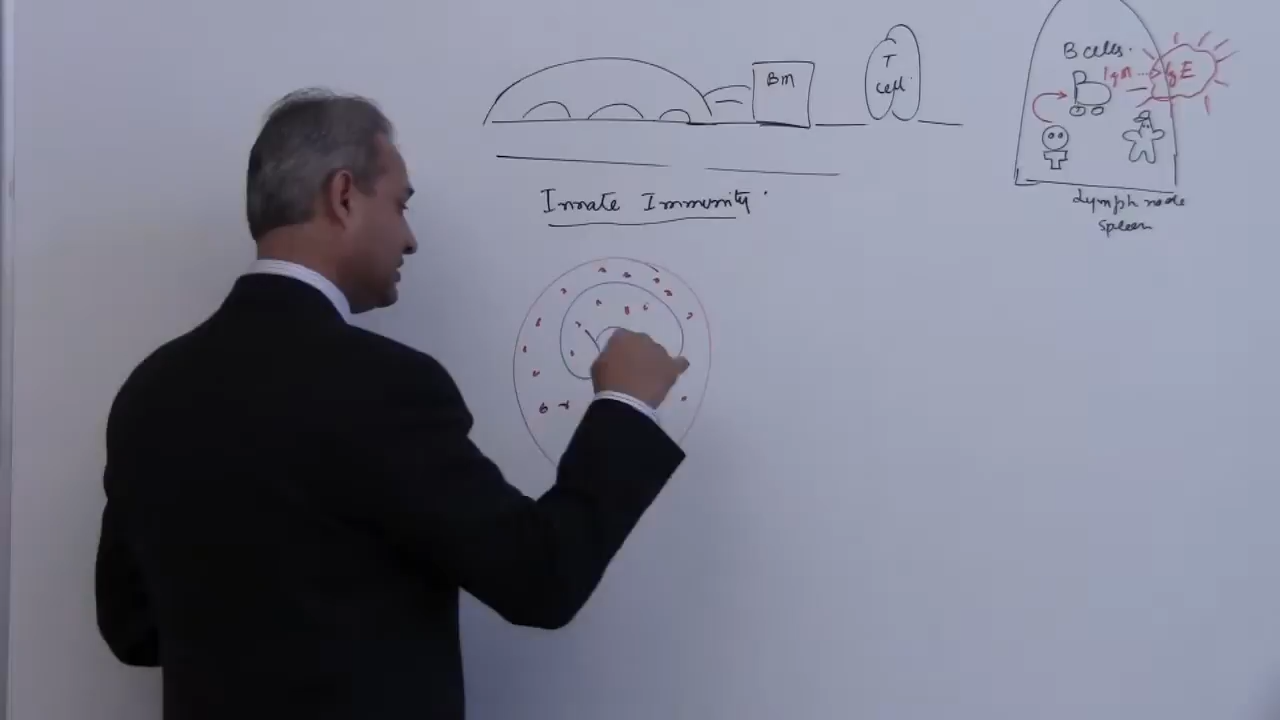 BM
T
cell
B cells.
IgM IgE
Innate Immunity
Lymph node
Spleen